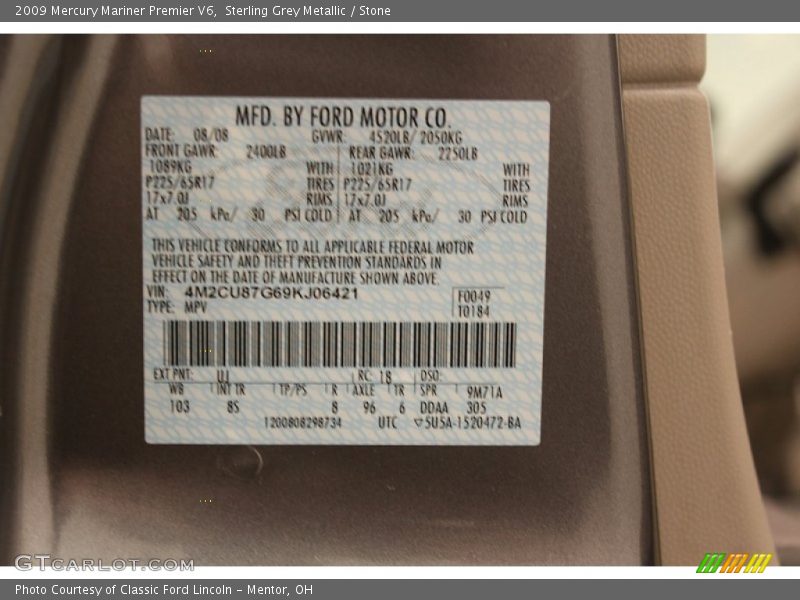 2009 Mercury Mariner Premier V6, Sterling Grey Metallic / Stone
MFD. BY FORD MOTOR CO.
DATE: 08/08 GVWR: 4520LB/ 2050KG
FRONT GAWR: 2400LB REAR GAWR: 2250LB
1089KG WITH 1021KG WITH
P225/65R17 TIRES P225/65R17 TIRES
17x7.0J RIMS 17x7.0J RIMS
AT 205 kPa/ 30 PSI COLD AT 205 kPa/ 30 PSI COLD
THIS VEHICLE CONFORMS TO ALL APPLICABLE FEDERAL MOTOR
VEHICLE SAFETY AND THEFT PREVENTION STANDARDS IN
EFFECT ON THE DATE OF MANUFACTURE SHOWN ABOVE.
VIN: 4M2CU87G69KJ06421 F0049
TYPE: MPV T0184
EXT PNT: UJ RC: 18 DSO:
WB INT TR TP/PS R AXLE TR SPR 9M71A
103 8S 8 96 6 DDAA 305
1200808298734 UTC ▽5U5A-1520472-BA
GTCARLOT.COM
Photo Courtesy of Classic Ford Lincoln - Mentor, OH